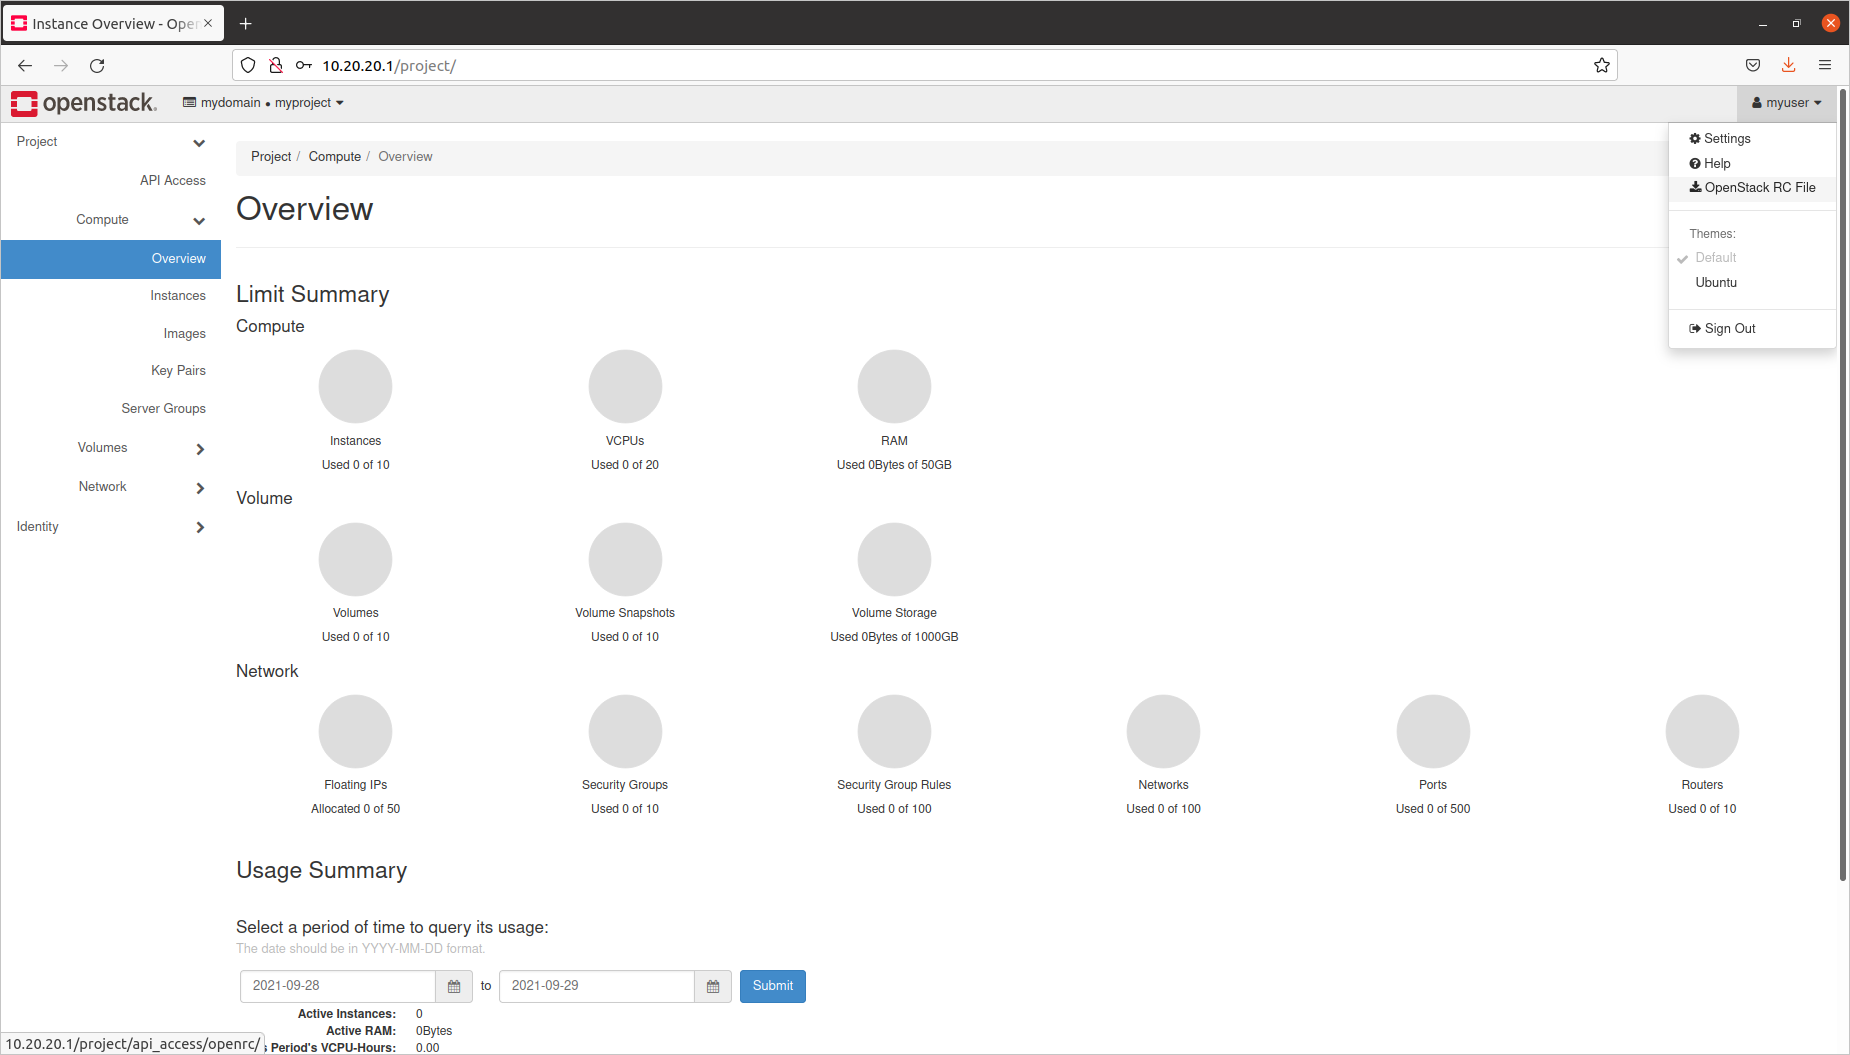 Instance Overview - Ope
10.20.20.1/project/
openstack.
mydomain • myproject
myuser
Project
API Access
Compute
Overview
Instances
Images
Key Pairs
Server Groups
Volumes
Network
Identity
Project / Compute / Overview
Settings
Help
OpenStack RC File
Themes:
Default
Ubuntu
Sign Out
Overview
Limit Summary
Compute
Instances
Used 0 of 10
VCPUs
Used 0 of 20
RAM
Used 0Bytes of 50GB
Volume
Volumes
Used 0 of 10
Volume Snapshots
Used 0 of 10
Volume Storage
Used 0Bytes of 1000GB
Network
Floating IPs
Allocated 0 of 50
Security Groups
Used 0 of 10
Security Group Rules
Used 0 of 100
Networks
Used 0 of 100
Ports
Used 0 of 500
Routers
Used 0 of 10
Usage Summary
Select a period of time to query its usage:
The date should be in YYYY-MM-DD format.
2021-09-28 to 2021-09-29 Submit
Active Instances: 0
Active RAM: 0Bytes
s Period's VCPU-Hours: 0.00
10.20.20.1/project/api_access/openrc/